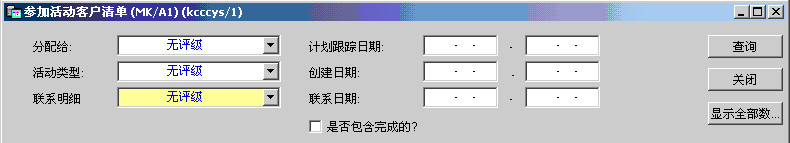 参加活动客户清单(MK/A1)(kcccys/1)
分配给: 无评级 计划跟踪日期: - - . - - 查询
活动类型: 无评级 创建日期: - - . - - 关闭
联系明细 无评级 联系日期: - - . - - 显示全部数...
是否包含完成的?